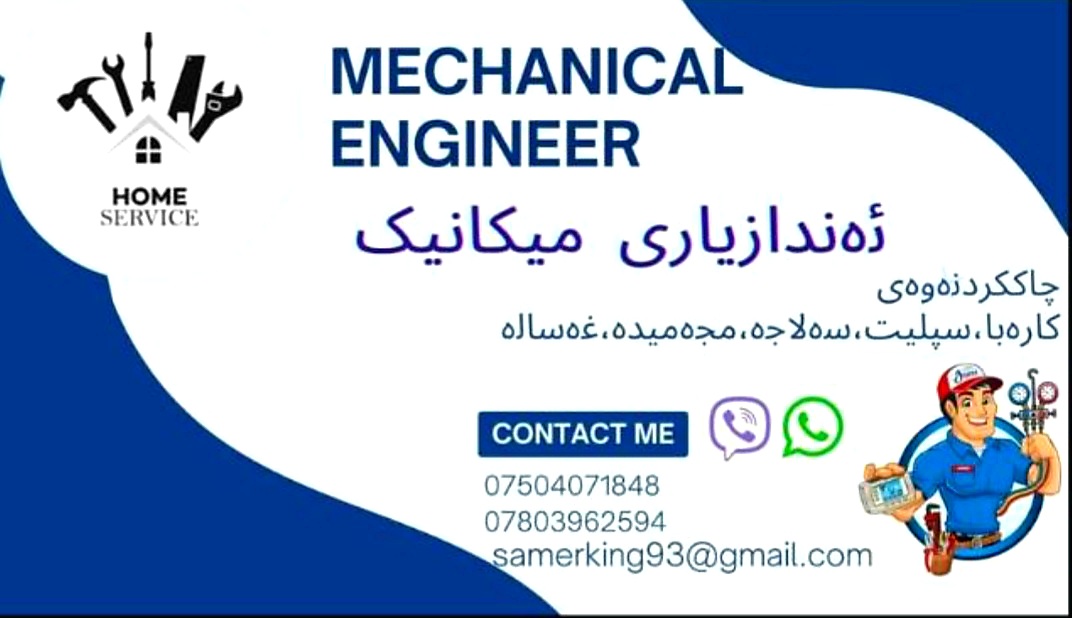 HOME
SERVICE
MECHANICAL
ENGINEER
ئەندازیاری میکانیک
چاککردنەوەی
کارەبا،سپلیت،سەلاجە،مجەمیدە،غەسالە
CONTACT ME
07504071848
07803962594
samerking93@gmail.com